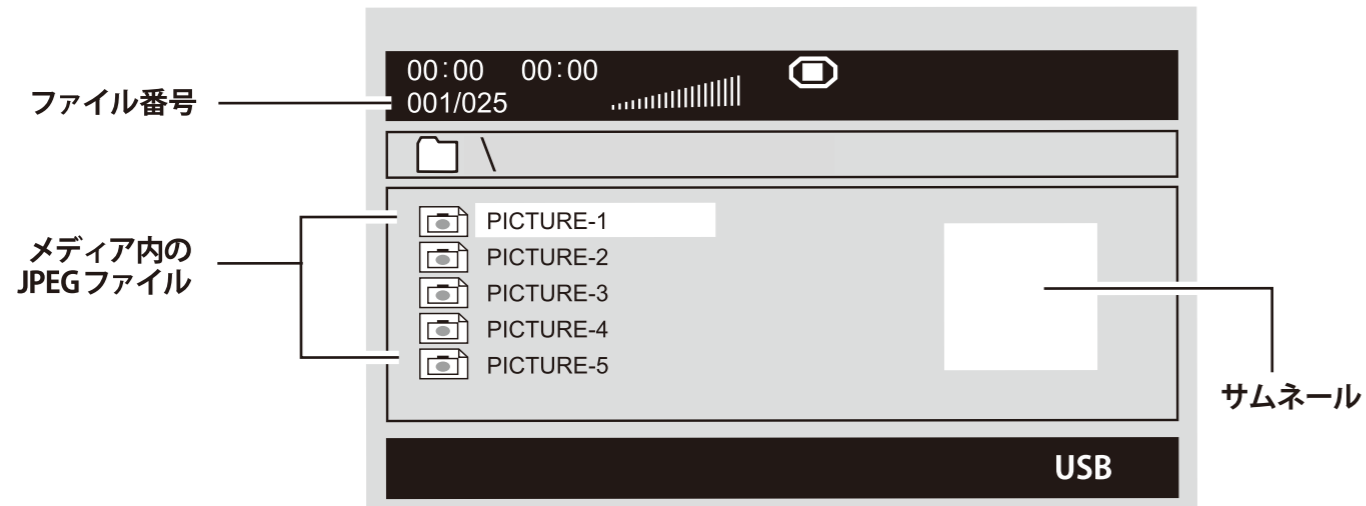 00:00 00:00
ファイル番号
001/025
\
PICTURE-1
PICTURE-2
メディア内の
JPEGファイル
PICTURE-3
PICTURE-4
PICTURE-5
サムネール
USB